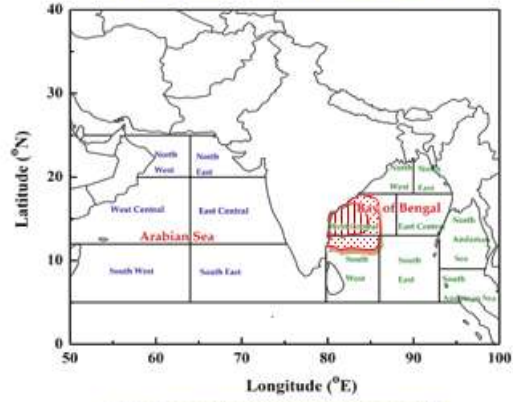 40
30
20
10
0
50
60
70
80
90
100
Latitude (°N)
Longitude (°E)
North
West
North
East
West Central
East Central
Arabian Sea
South West
South East
North
West
North
East
Bay of Bengal
East Central
South
West
South
East
North
Andaman
Sea
South
Andaman Sea